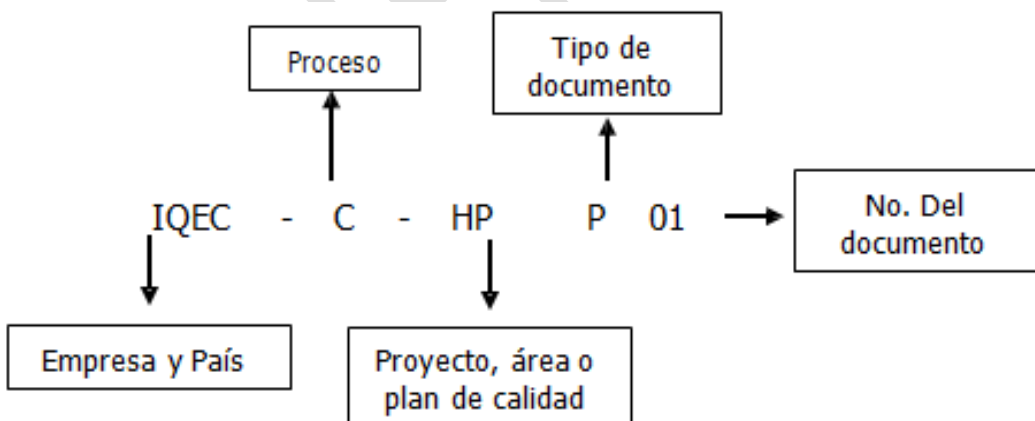 Proceso
Tipo de
documento
IQEC - C - HP P 01
No. Del
documento
Empresa y País
Proyecto, área o
plan de calidad